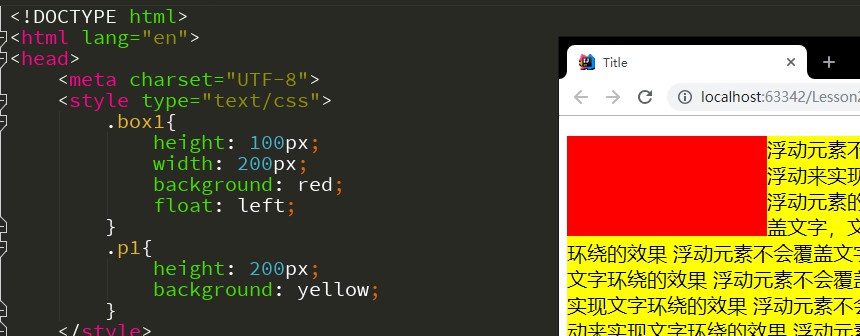 <!DOCTYPE html>
<html lang="en">
<head>
<meta charset="UTF-8">
<style type="text/css">
.box1{
height: 100px;
width: 200px;
background: red;
float: left;
}
.p1{
height: 200px;
background: yellow;
}
</style>
Title
localhost:63342/Lesson
浮动元素不
浮动来实现
浮动元素的
盖文字，文
环绕的效果 浮动元素不会覆盖文字
文字环绕的效果 浮动元素不会覆盖
实现文字环绕的效果 浮动元素不会
动来实现文字环绕的效果 浮动元